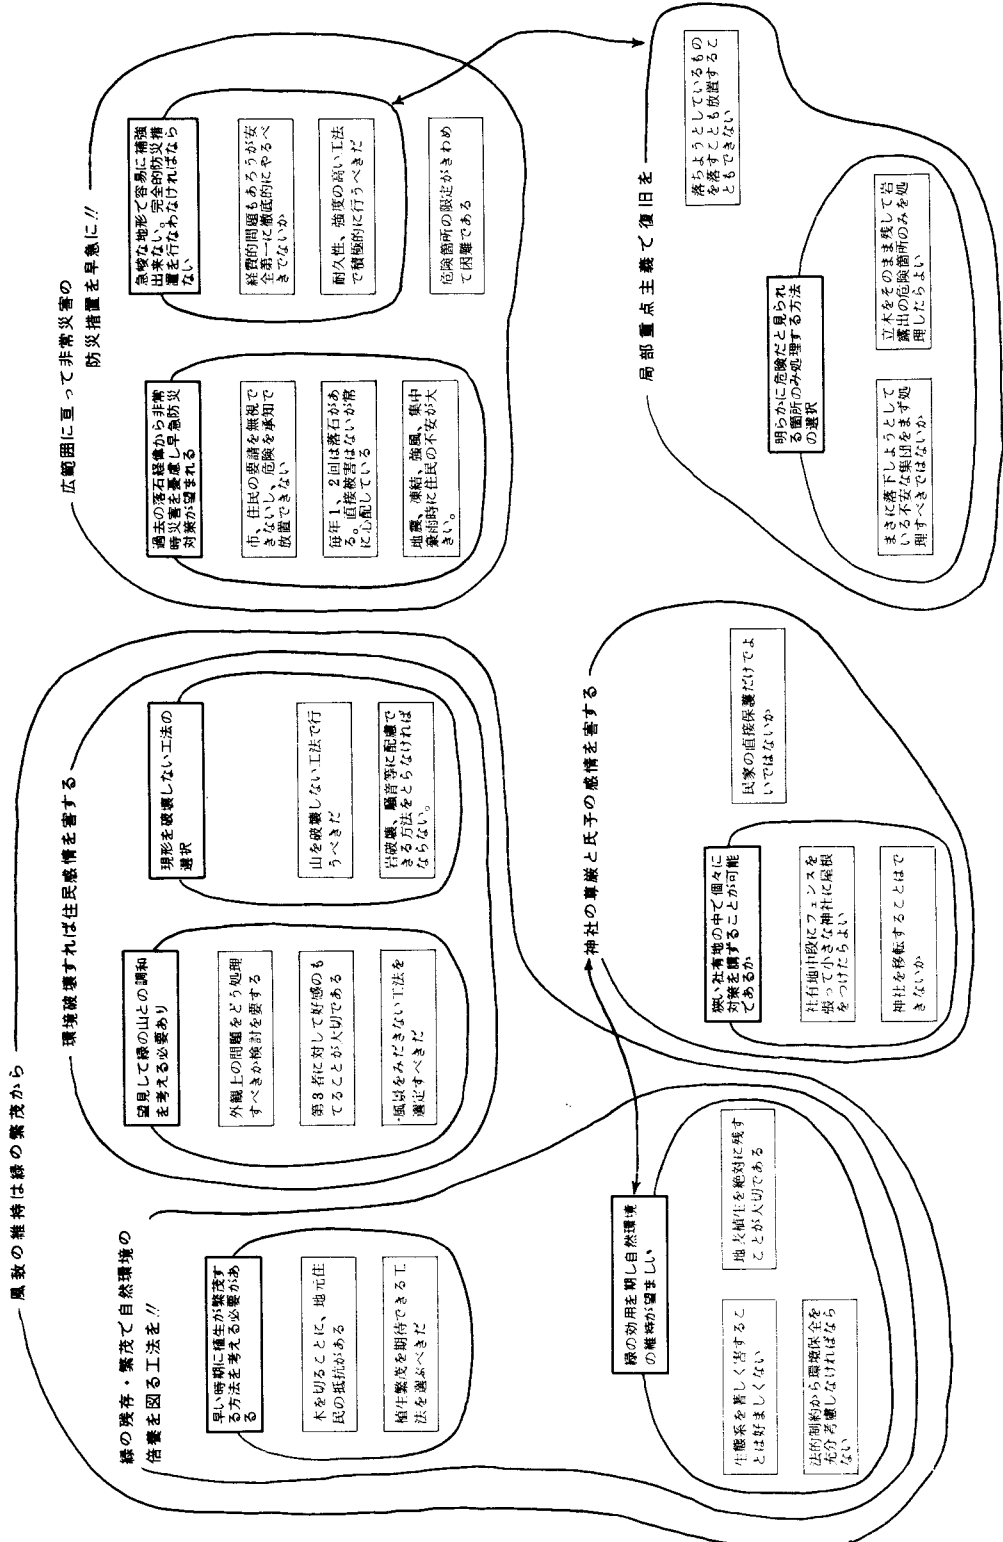 風致の維持は緑の繁茂から
緑の残存・繁茂で自然環境の
倍養を図る工法を!!
早い時期に植生が繁茂す
る方法を考える必要があ
る
木を切ることに、地元住
民の抵抗がある
植生繁茂を期待できる工
法を選ぶべきだ
緑の効用を期し自然環境
の維持が望ましい
生態系を著しく害するこ
とは好ましくない
地表植生を絶対に残す
ことが大切である
法的制約から環境保全を
充分考慮しなければなら
ない
環境破壊すれば住民感情を害する
望見して緑の山との調和
を考える必要あり
外観上の問題をどう処理
すべきか検討を要する
第3者に対して好感のも
てることが大切である
風景をみださない工法を
選定すべきだ
現形を破壊しない工法の
選択
山を破壊しない工法で行
うべきだ
岩破壊、騒音等に配慮で
きる方法をとらなければ
ならない。
神社の尊厳と氏子の感情を害する
狭い社有地の中で個々に
対策を講ずることが可能
であるか
社有地中段にフェンスを
張って小さな神社に屋根
をつけたらよい
神社を移転することはで
きないか
民家の直接保護だけでよ
いではないか
広範囲に亘って非常災害の
防災措置を早急に!!
過去の落石経偉から非常
時災害を憂慮し早急防災
対策が望まれる
市、住民の要請を無視で
きないし、危険を承知で
放置できない
毎年1、2回は落石があ
る。直接被害はないが常
に心配している
地震、凍結、強風、集中
豪雨時に住民の不安が大
きい。
急峻な地形で容易に補強
出来ない。完全的防災措
置を行なわなければなら
ない
経費的問題もあろうが安
全第一に徹底的にやるべ
きでないか
耐久性、強度の高い工法
で積極的に行うべきだ
危険箇所の限定がきわめ
て困難である
局部重点主義で復旧を
明らかに危険だと見られ
る箇所のみ処理する方法
の選択
まさに落下しようとして
いる不安な集団をまず処
理すべきではないか
立木をそのまま残して岩
露出の危険箇所のみを処
理したらよい
落ちようとしているもの
を落すことも放置するこ
ともできない